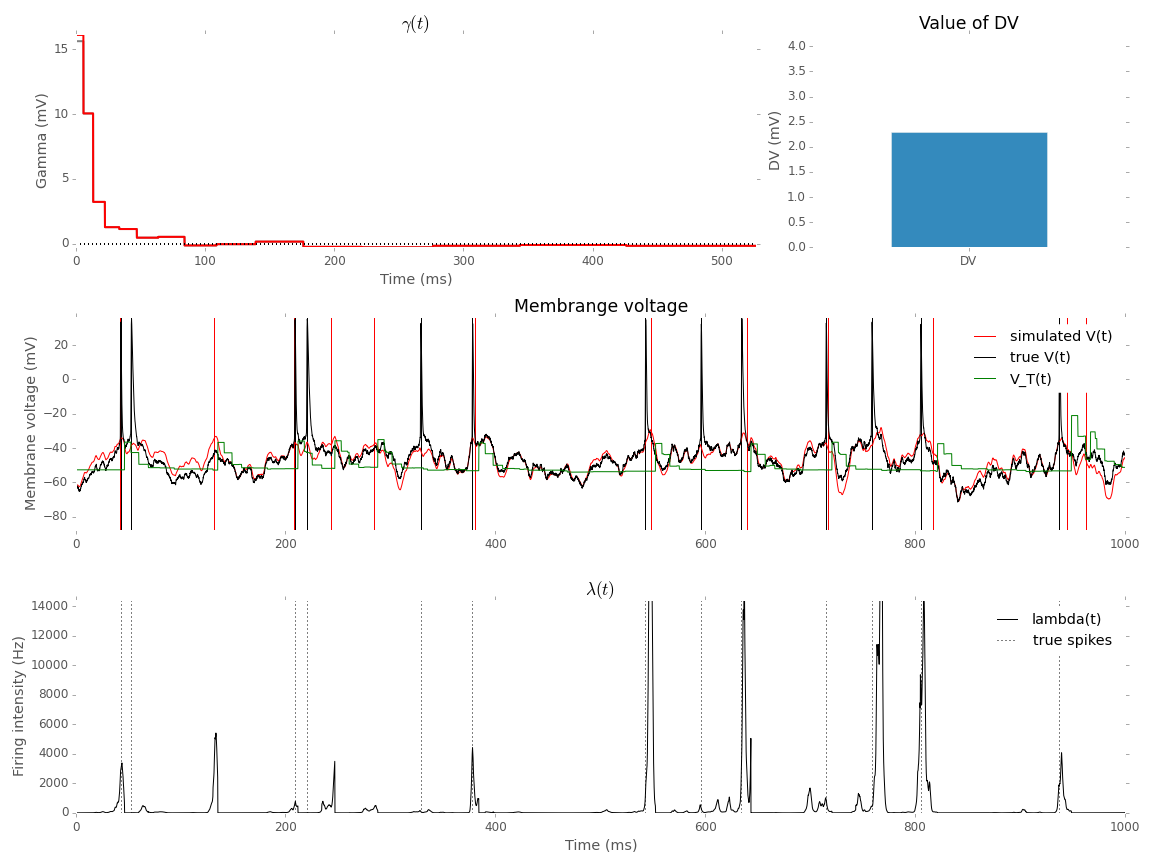 γ(t)
Gamma (mV)
15
10
5
0
0 100 200 300 400 500
Time (ms)
Value of DV
DV (mV)
4.0
3.5
3.0
2.5
2.0
1.5
1.0
0.5
0.0
DV
Membrange voltage
Membrane voltage (mV)
20
0
−20
−40
−60
−80
0 200 400 600 800 1000
simulated V(t)
true V(t)
V_T(t)
λ(t)
Firing intensity (Hz)
14000
12000
10000
8000
6000
4000
2000
0
0 200 400 600 800 1000
Time (ms)
lambda(t)
true spikes